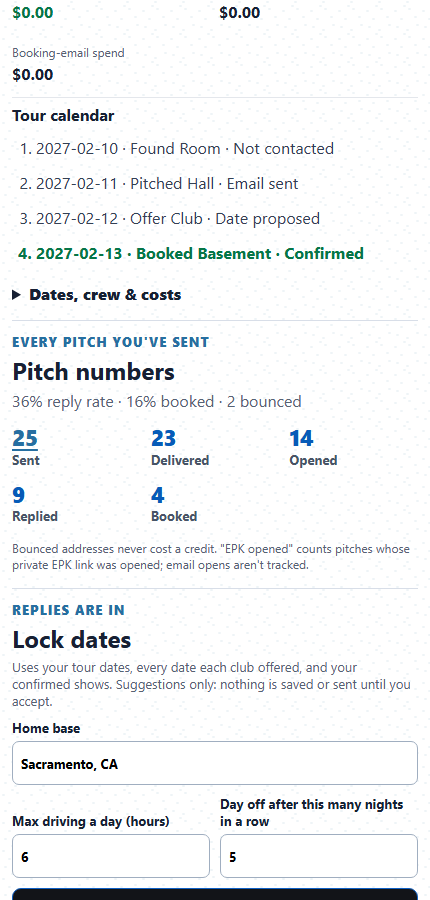 $0.00 $0.00
Booking-email spend
$0.00
Tour calendar
1. 2027-02-10 · Found Room · Not contacted
2. 2027-02-11 · Pitched Hall · Email sent
3. 2027-02-12 · Offer Club · Date proposed
4. 2027-02-13 · Booked Basement · Confirmed
Dates, crew & costs
EVERY PITCH YOU'VE SENT
Pitch numbers
36% reply rate · 16% booked · 2 bounced
25 23 14
Sent Delivered Opened
9 4
Replied Booked
Bounced addresses never cost a credit. "EPK opened" counts pitches whose
private EPK link was opened; email opens aren't tracked.
REPLIES ARE IN
Lock dates
Uses your tour dates, every date each club offered, and your
confirmed shows. Suggestions only: nothing is saved or sent until you
accept.
Home base
Sacramento, CA
Max driving a day (hours)
6
Day off after this many nights
in a row
5